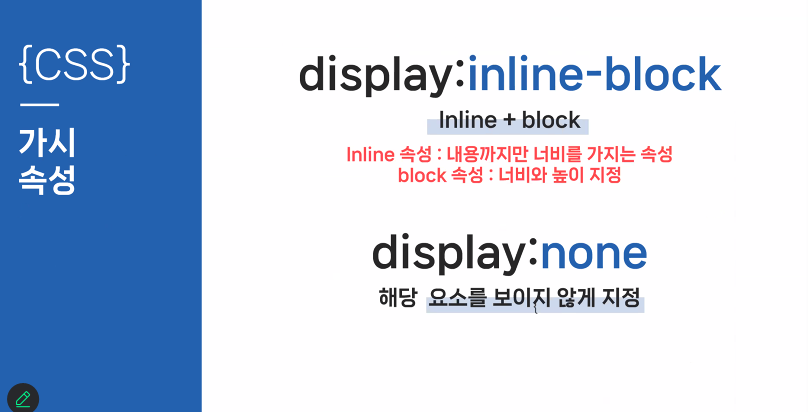 {CSS}
가시
속성
display:inline-block
Inline + block
Inline 속성 : 내용까지만 너비를 가지는 속성
block 속성 : 너비와 높이 지정
display:none
해당 요소를 보이지 않게 지정